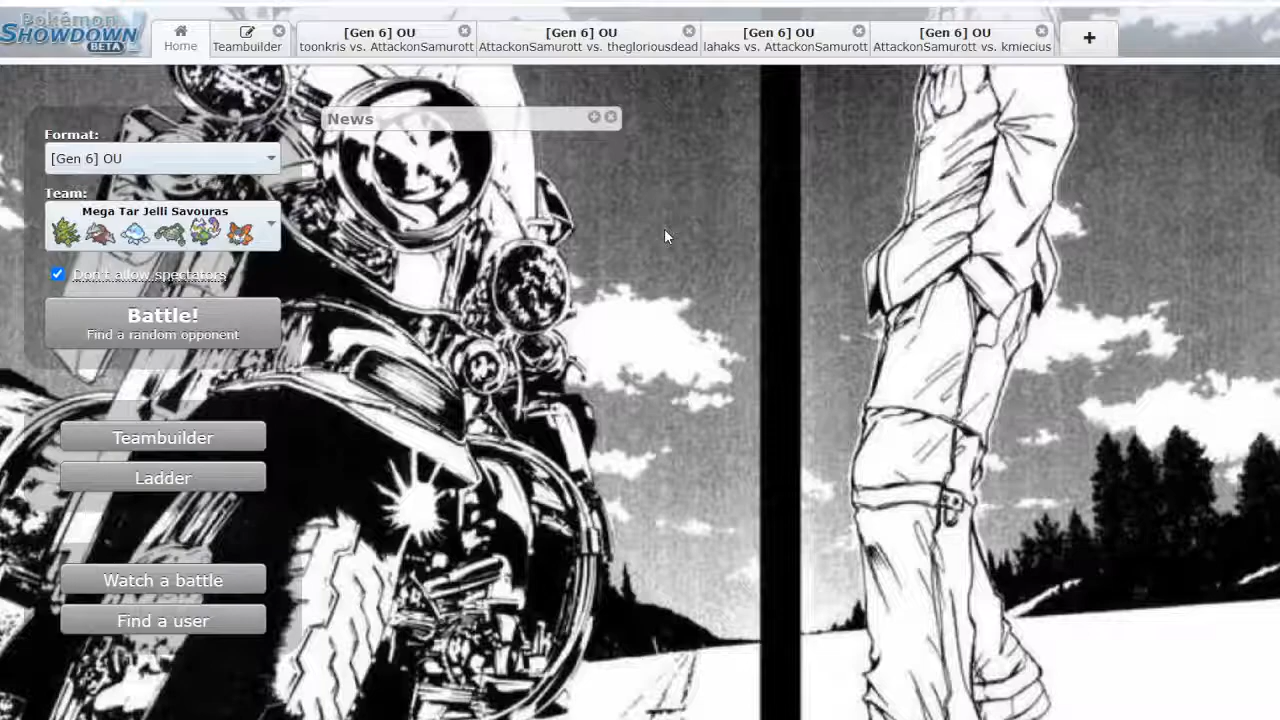 Pokémon
SHOWDOWN!
BETA
Home
Teambuilder
[Gen 6] OU
toonkris vs. AttackonSamurott
[Gen 6] OU
AttackonSamurott vs. thegloriousdead
[Gen 6] OU
lahaks vs. AttackonSamurott
[Gen 6] OU
AttackonSamurott vs. kmiecius
+
News
Format:
[Gen 6] OU
Team:
Mega Tar Jelli Savouras
Don't allow spectators
Battle!
Find a random opponent
Teambuilder
Ladder
Watch a battle
Find a user